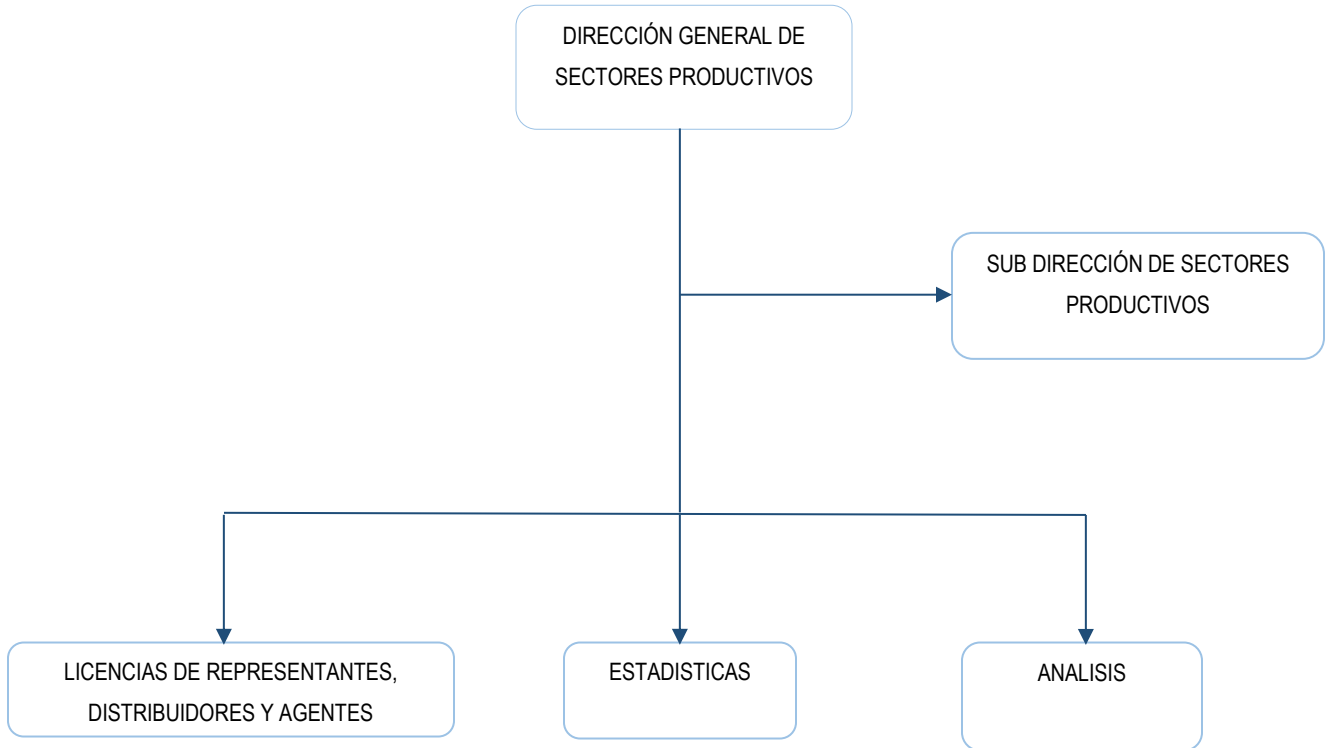 DIRECCIÓN GENERAL DE
SECTORES PRODUCTIVOS
SUB DIRECCIÓN DE SECTORES
PRODUCTIVOS
LICENCIAS DE REPRESENTANTES,
DISTRIBUIDORES Y AGENTES
ESTADISTICAS
ANALISIS